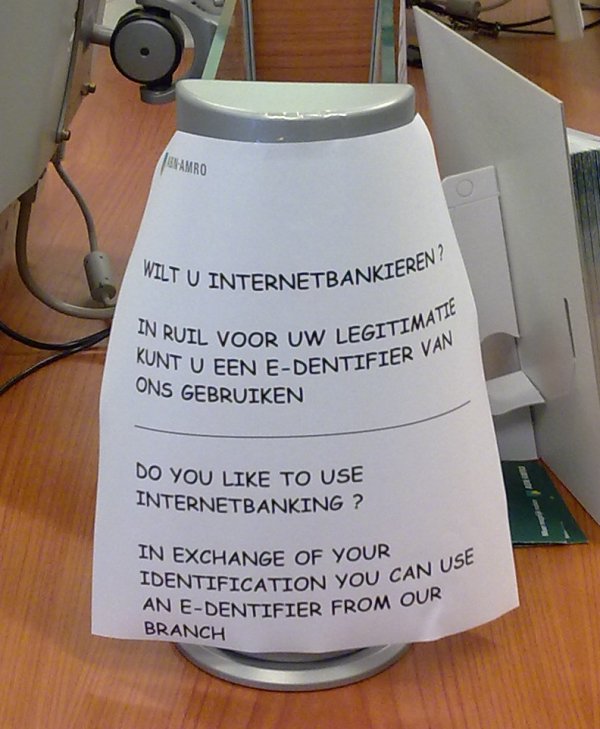 ABN·AMRO
WILT U INTERNETBANKIEREN ?
IN RUIL VOOR UW LEGITIMATIE
KUNT U EEN E-DENTIFIER VAN
ONS GEBRUIKEN
DO YOU LIKE TO USE
INTERNETBANKING ?
IN EXCHANGE OF YOUR
IDENTIFICATION YOU CAN USE
AN E-DENTIFIER FROM OUR
BRANCH